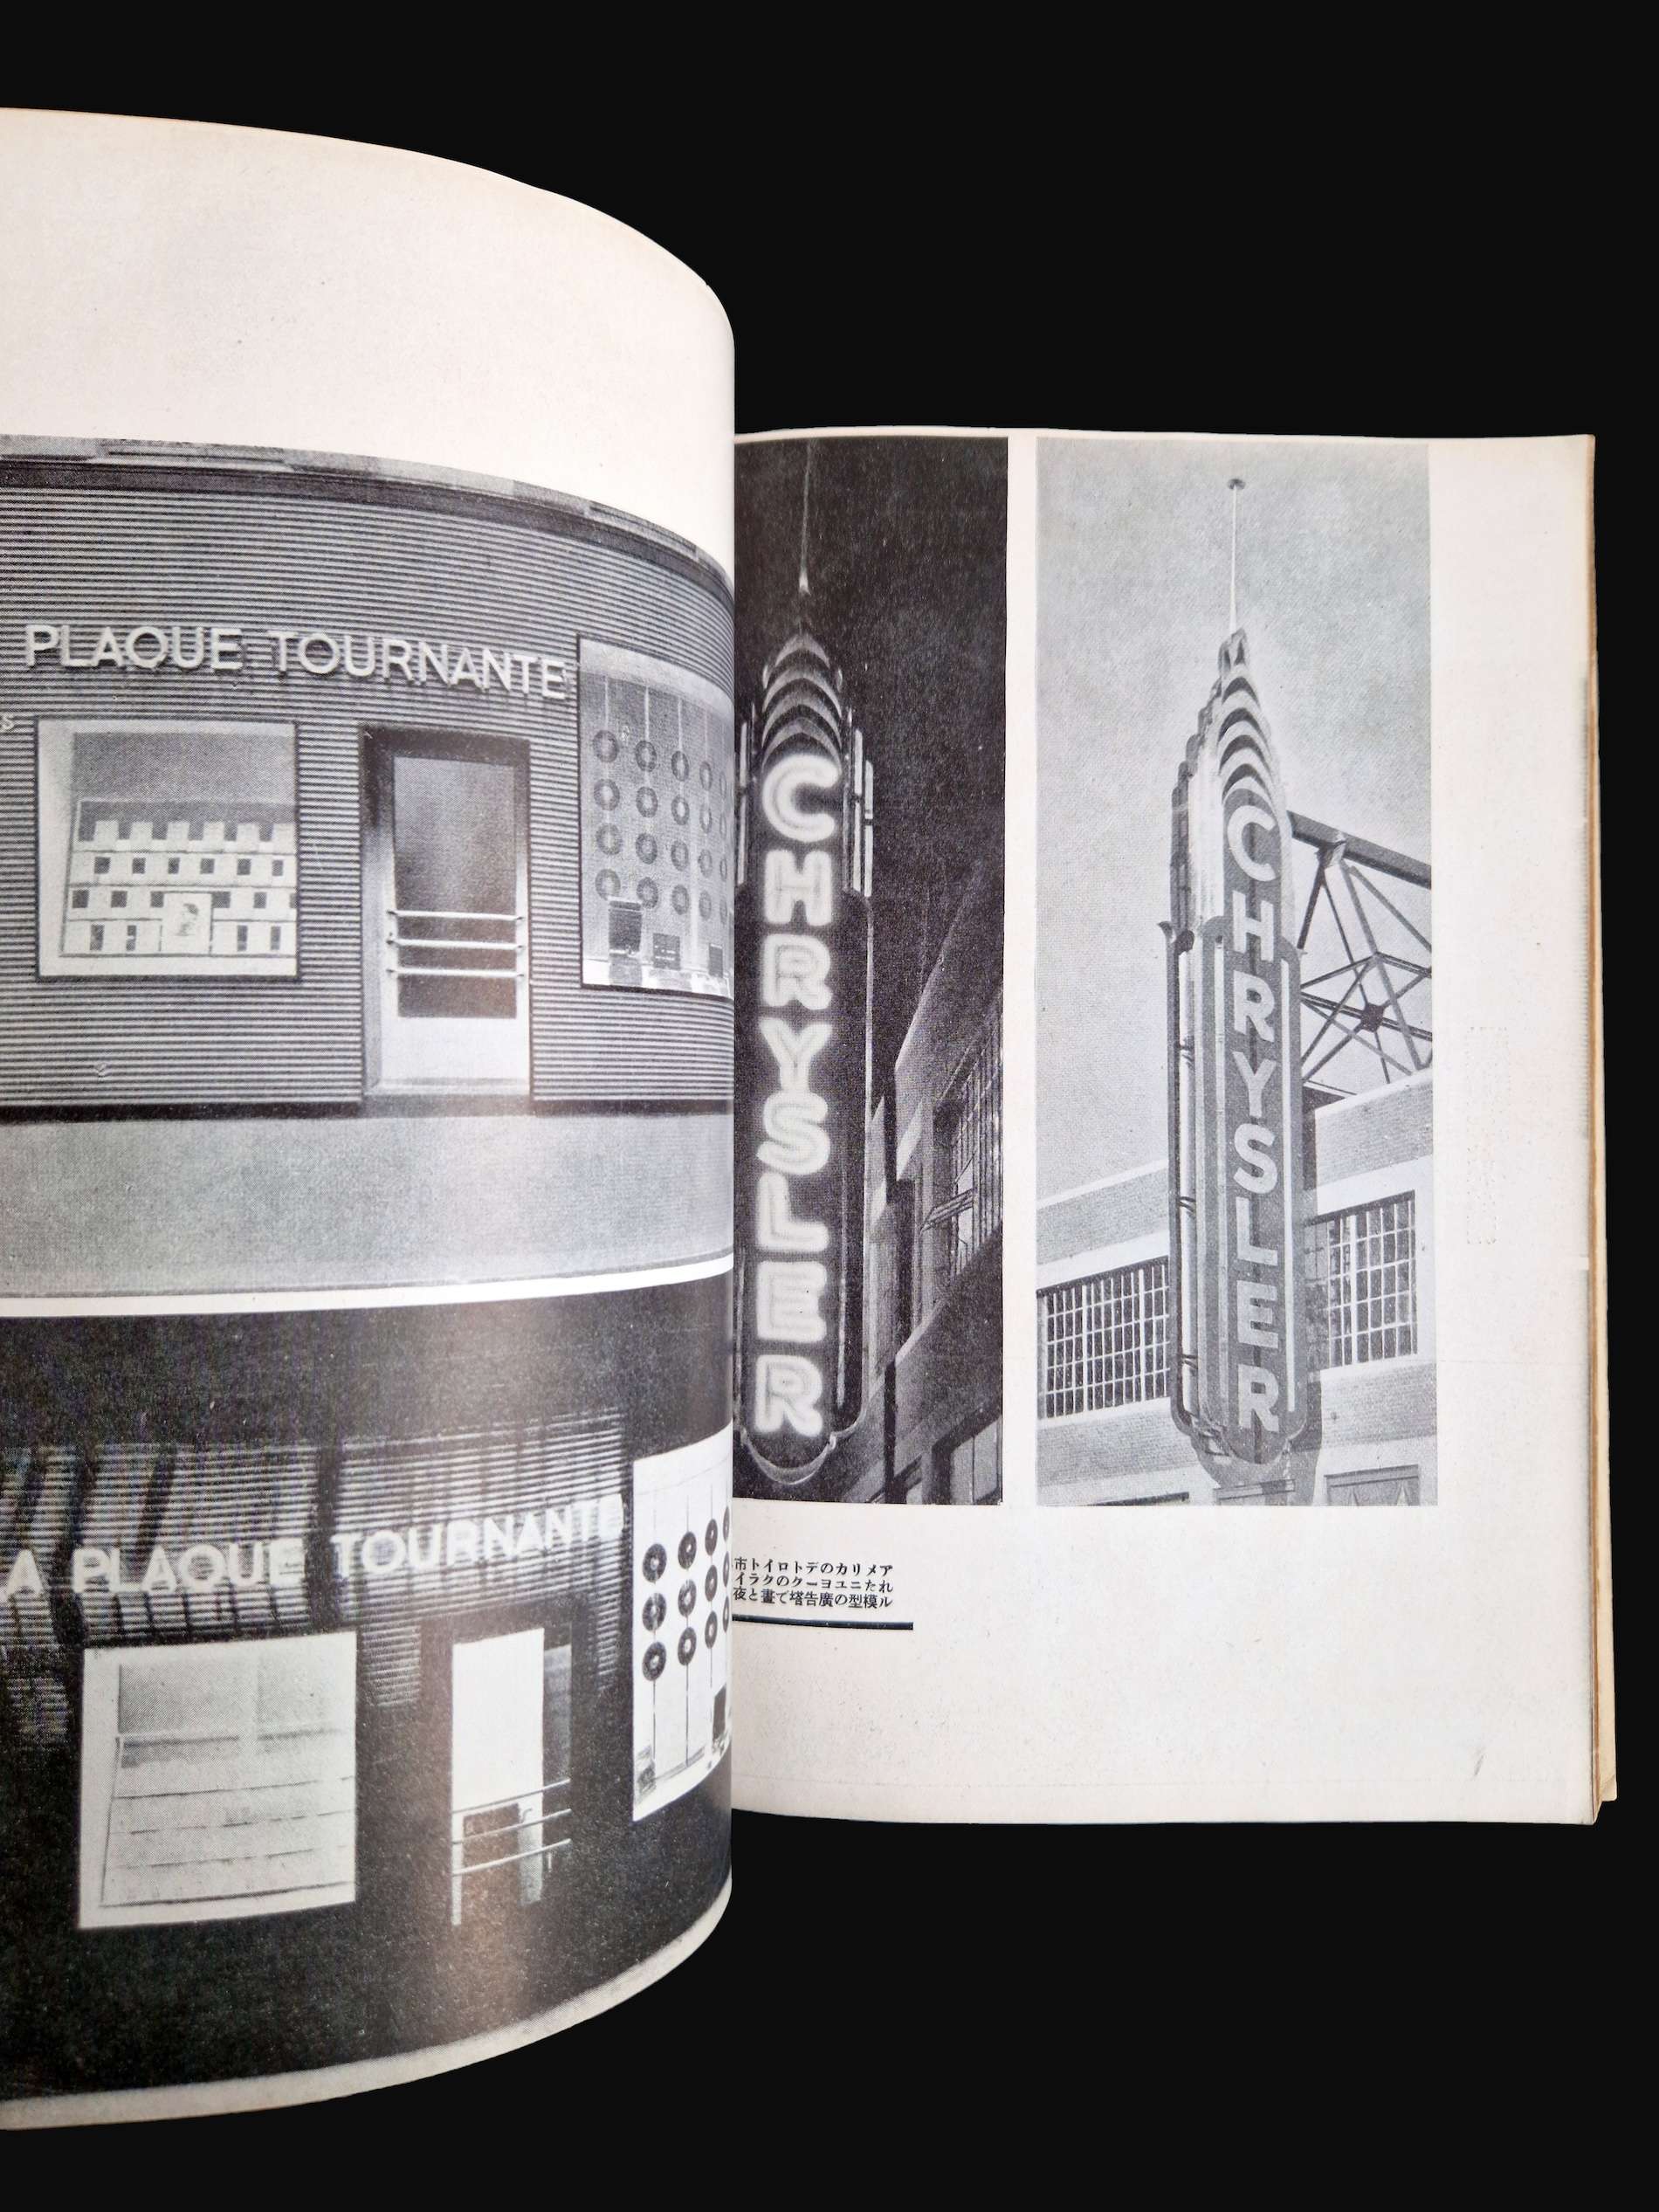 PLAQUE TOURNANTE
S
A PLAQUE TOURNANTE
CHRYSLER
CHRYSLER
アメリカのデトロイト市
れたニユヨークのクライ
ル模型の廣告塔で晝と夜